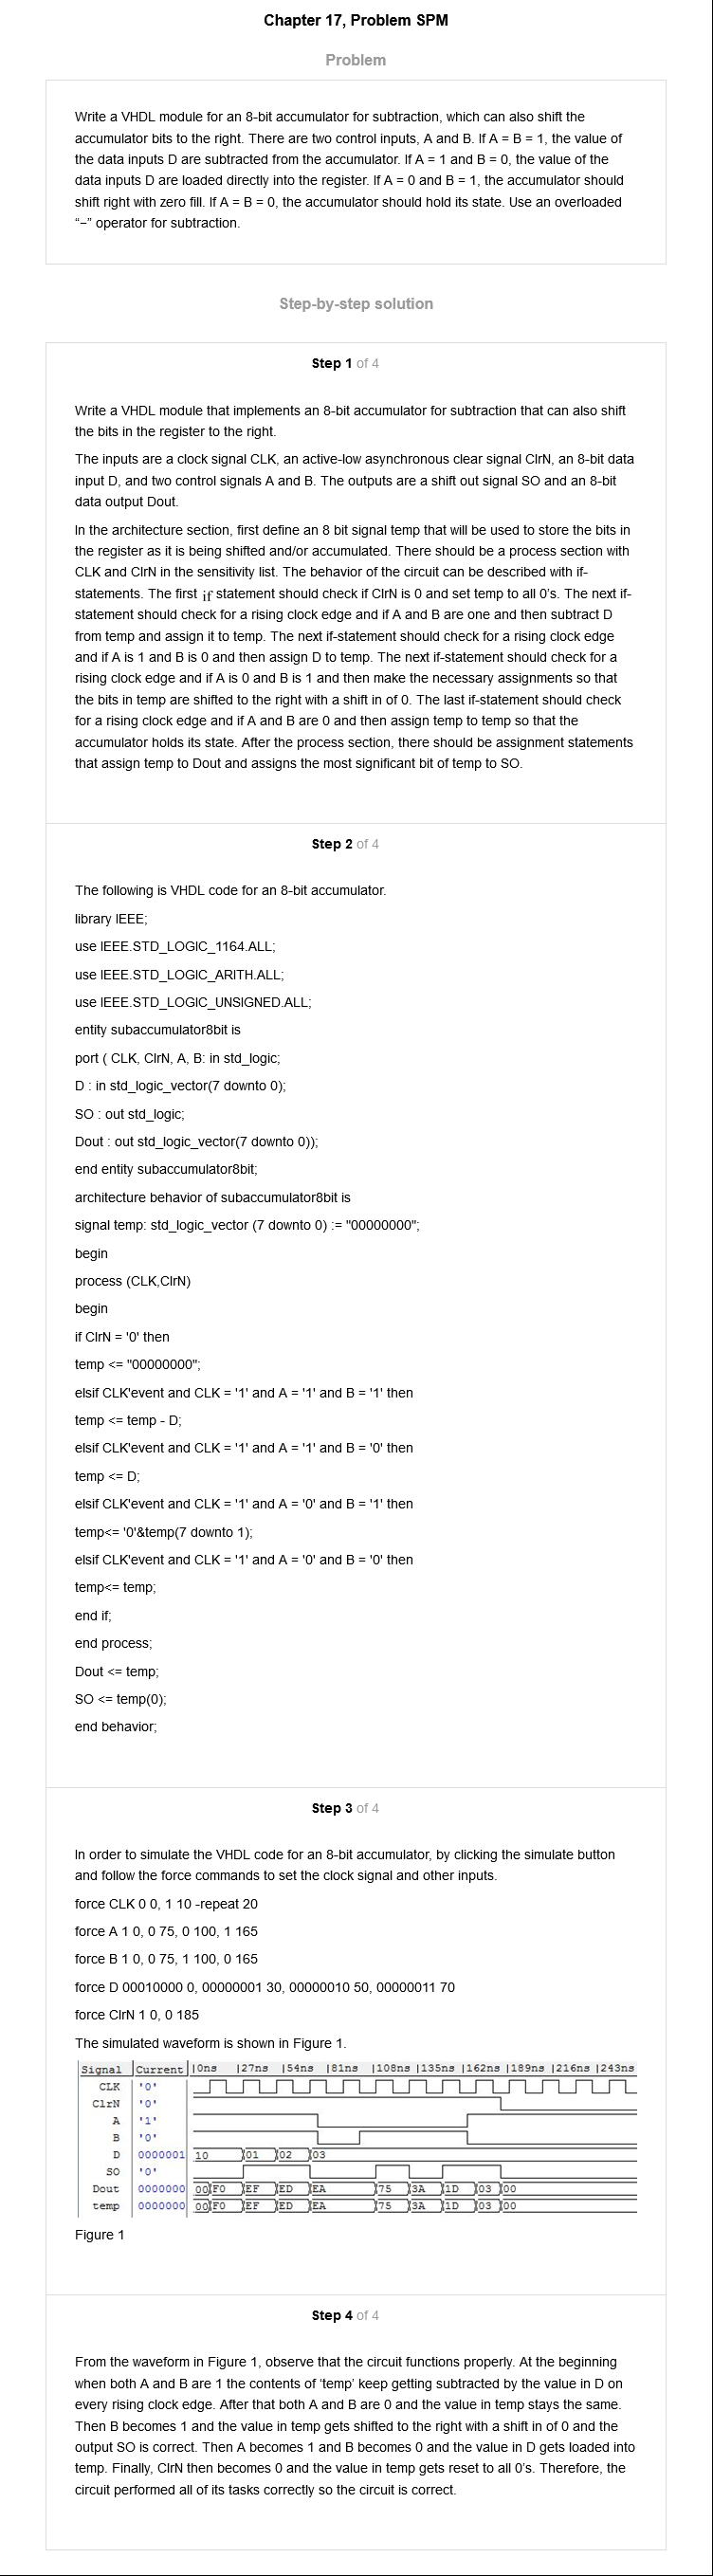 Chapter 17, Problem SPM
Problem
Write a VHDL module for an 8-bit accumulator for subtraction, which can also shift the
accumulator bits to the right. There are two control inputs, A and B. If A = B = 1, the value of
the data inputs D are subtracted from the accumulator. If A = 1 and B = 0, the value of the
data inputs D are loaded directly into the register. If A = 0 and B = 1, the accumulator should
shift right with zero fill. If A = B = 0, the accumulator should hold its state. Use an overloaded
“−” operator for subtraction.
Step-by-step solution
Step 1 of 4
Write a VHDL module that implements an 8-bit accumulator for subtraction that can also shift
the bits in the register to the right.
The inputs are a clock signal CLK, an active-low asynchronous clear signal ClrN, an 8-bit data
input D, and two control signals A and B. The outputs are a shift out signal SO and an 8-bit
data output Dout.
In the architecture section, first define an 8 bit signal temp that will be used to store the bits in
the register as it is being shifted and/or accumulated. There should be a process section with
CLK and ClrN in the sensitivity list. The behavior of the circuit can be described with if-
statements. The first if statement should check if ClrN is 0 and set temp to all 0's. The next if-
statement should check for a rising clock edge and if A and B are one and then subtract D
from temp and assign it to temp. The next if-statement should check for a rising clock edge
and if A is 1 and B is 0 and then assign D to temp. The next if-statement should check for a
rising clock edge and if A is 0 and B is 1 and then make the necessary assignments so that
the bits in temp are shifted to the right with a shift in of 0. The last if-statement should check
for a rising clock edge and if A and B are 0 and then assign temp to temp so that the
accumulator holds its state. After the process section, there should be assignment statements
that assign temp to Dout and assigns the most significant bit of temp to SO.
Step 2 of 4
The following is VHDL code for an 8-bit accumulator.
library IEEE;
use IEEE.STD_LOGIC_1164.ALL;
use IEEE.STD_LOGIC_ARITH.ALL;
use IEEE.STD_LOGIC_UNSIGNED.ALL;
entity subaccumulator8bit is
port ( CLK, ClrN, A, B: in std_logic;
D : in std_logic_vector(7 downto 0);
SO : out std_logic;
Dout : out std_logic_vector(7 downto 0));
end entity subaccumulator8bit;
architecture behavior of subaccumulator8bit is
signal temp: std_logic_vector (7 downto 0) := "00000000";
begin
process (CLK,ClrN)
begin
if ClrN = '0' then
temp <= "00000000";
elsif CLK'event and CLK = '1' and A = '1' and B = '1' then
temp <= temp - D;
elsif CLK'event and CLK = '1' and A = '1' and B = '0' then
temp <= D;
elsif CLK'event and CLK = '1' and A = '0' and B = '1' then
temp<= '0'&temp(7 downto 1);
elsif CLK'event and CLK = '1' and A = '0' and B = '0' then
temp<= temp;
end if;
end process;
Dout <= temp;
SO <= temp(0);
end behavior;
Step 3 of 4
In order to simulate the VHDL code for an 8-bit accumulator, by clicking the simulate button
and follow the force commands to set the clock signal and other inputs.
force CLK 0 0, 1 10 -repeat 20
force A 1 0, 0 75, 0 100, 1 165
force B 1 0, 0 75, 1 100, 0 165
force D 00010000 0, 00000001 30, 00000010 50, 00000011 70
force ClrN 1 0, 0 185
The simulated waveform is shown in Figure 1.
Signal Current |0ns |27ns |54ns |81ns |108ns |135ns |162ns |189ns |216ns |243ns
CLK '0'
ClrN '0'
A '1'
B '0'
D 0000001 10 01 02 03
SO '0'
Dout 0000000 00 F0 EF ED EA 75 3A 1D 03 00
temp 0000000 00 F0 EF ED EA 75 3A 1D 03 00
Figure 1
Step 4 of 4
From the waveform in Figure 1, observe that the circuit functions properly. At the beginning
when both A and B are 1 the contents of 'temp' keep getting subtracted by the value in D on
every rising clock edge. After that both A and B are 0 and the value in temp stays the same.
Then B becomes 1 and the value in temp gets shifted to the right with a shift in of 0 and the
output SO is correct. Then A becomes 1 and B becomes 0 and the value in D gets loaded into
temp. Finally, ClrN then becomes 0 and the value in temp gets reset to all 0's. Therefore, the
circuit performed all of its tasks correctly so the circuit is correct.